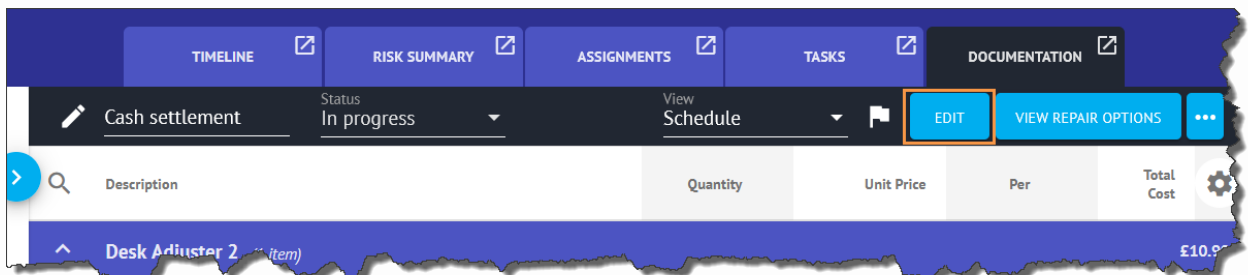 TIMELINE RISK SUMMARY ASSIGNMENTS TASKS DOCUMENTATION
Status View
Cash settlement In progress Schedule EDIT VIEW REPAIR OPTIONS
Description Quantity Unit Price Per Total
Cost
Desk Adjuster 2 item)